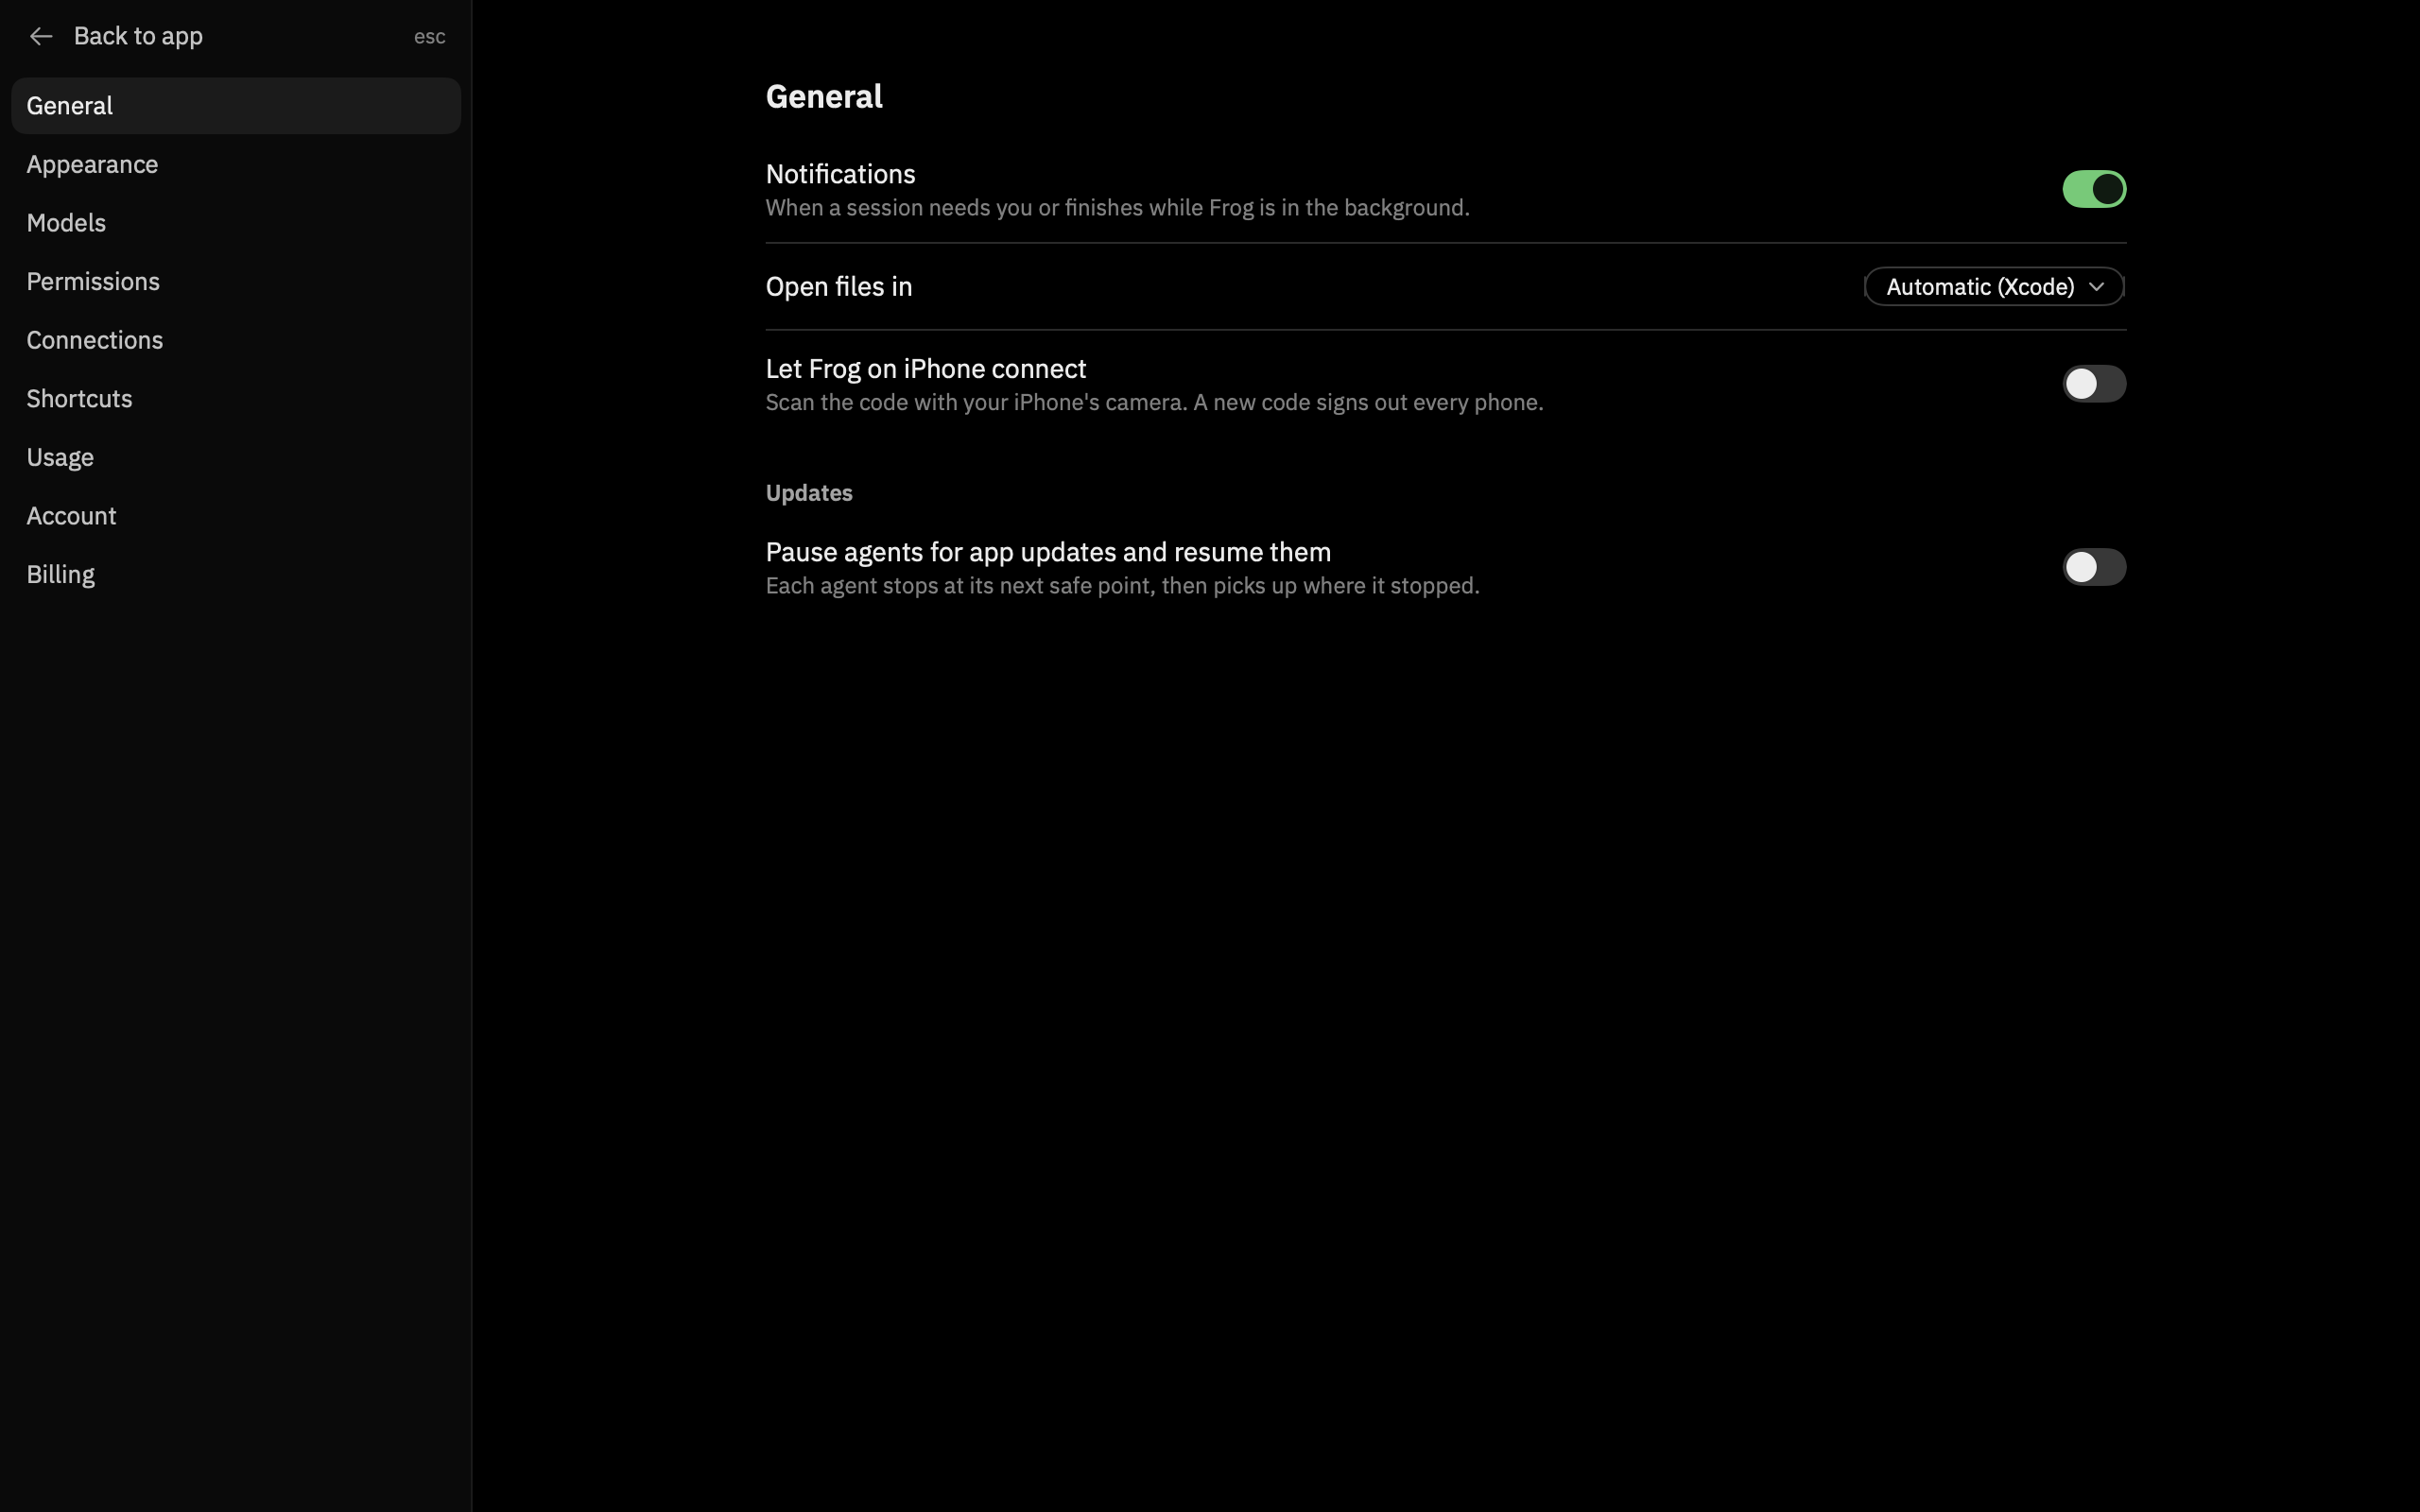 Back to app esc
General
Appearance
Models
Permissions
Connections
Shortcuts
Usage
Account
Billing
General
Notifications
When a session needs you or finishes while Frog is in the background.
Open files in Automatic (Xcode)
Let Frog on iPhone connect
Scan the code with your iPhone's camera. A new code signs out every phone.
Updates
Pause agents for app updates and resume them
Each agent stops at its next safe point, then picks up where it stopped.